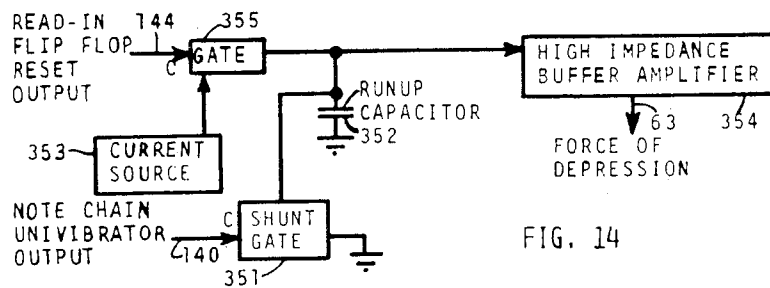 READ-IN
FLIP FLOP
RESET
OUTPUT
144
C
355
GATE
353
CURRENT
SOURCE
RUNUP
CAPACITOR
352
HIGH IMPEDANCE
BUFFER AMPLIFIER
63
354
FORCE OF
DEPRESSION
NOTE CHAIN
UNIVIBRATOR
OUTPUT
140
C
SHUNT
GATE
351
FIG. 14